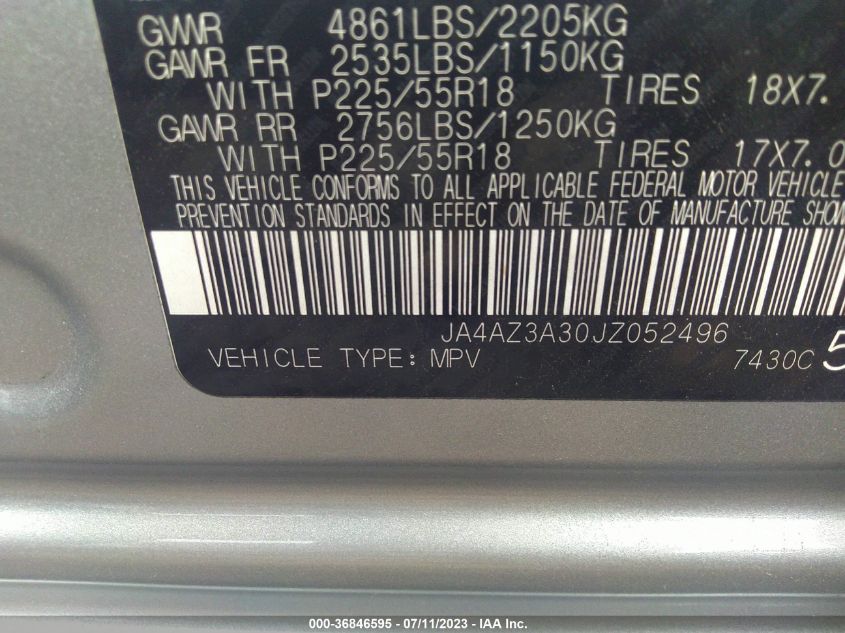 GVWR 4861LBS/2205KG
GAWR FR 2535LBS/1150KG
WITH P225/55R18 TIRES 18X7.
GAWR RR 2756LBS/1250KG
WITH P225/55R18 TIRES 17X7.0
THIS VEHICLE CONFORMS TO ALL APPLICABLE FEDERAL MOTOR VEHICLE
PREVENTION STANDARDS IN EFFECT ON THE DATE OF MANUFACTURE SHOW
JA4AZ3A30JZ052496
VEHICLE TYPE: MPV 7430C 5
000-36846595 - 07/11/2023 - IAA Inc.